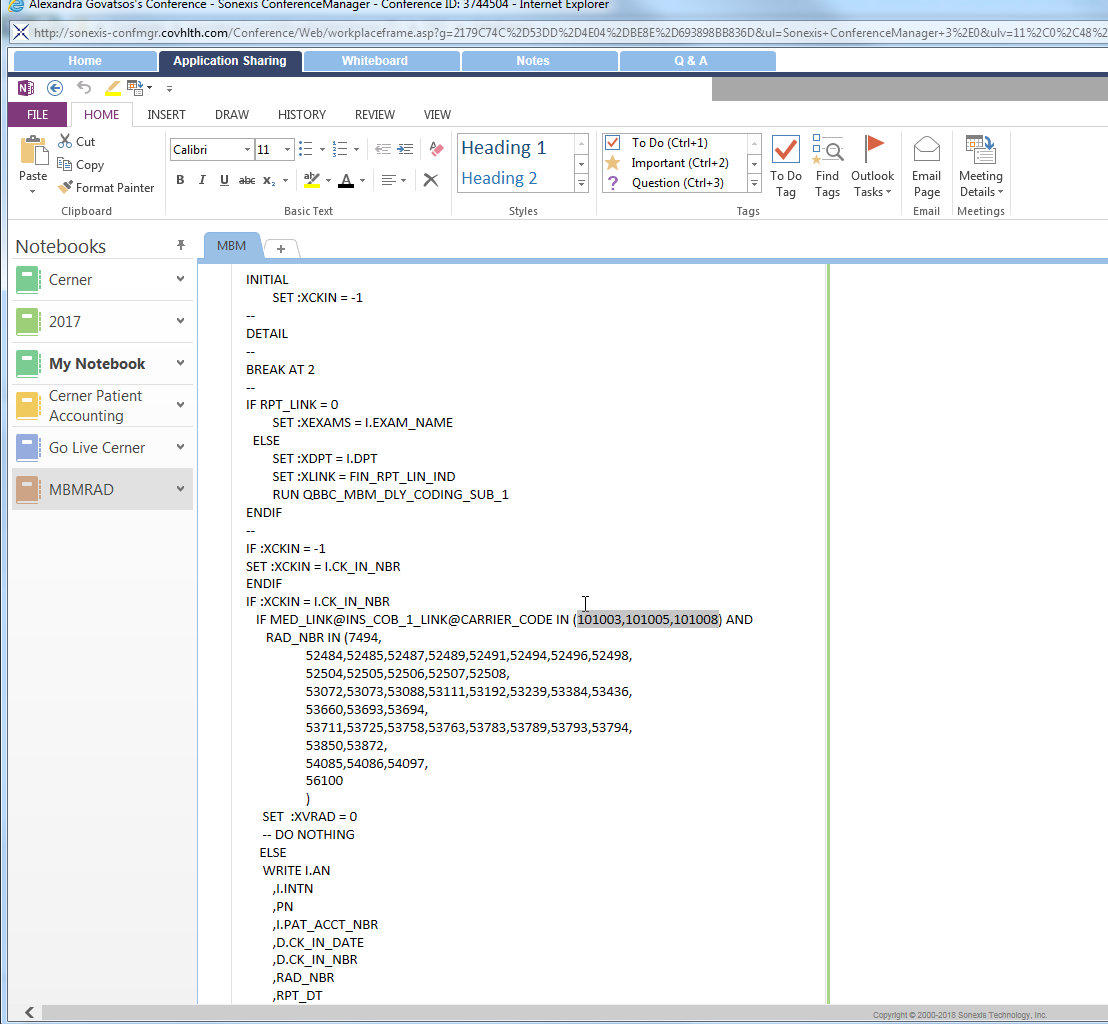 Alexandra Govatsos's Conference - Sonexis ConferenceManager - Conference ID: 3744504 - Internet Explorer
http://sonexis-confmgr.covhlth.com/Conference/Web/workplaceframe.asp?g=2179C74C%2D53DD%2D4E04%2DBE8E%2D693898BB836D&ul=Sonexis+ConferenceManager+3%2E0&ulv=11%2C0%2C48%2
Home Application Sharing Whiteboard Notes Q & A
FILE HOME INSERT DRAW HISTORY REVIEW VIEW
Paste
Cut
Copy
Format Painter
Clipboard
Calibri 11
B I U abc x₂ ab A
Basic Text
Heading 1
Heading 2
Styles
To Do (Ctrl+1)
Important (Ctrl+2)
? Question (Ctrl+3)
To Do
Tag
Find
Tags
Tags
Outlook
Tasks
Email
Page
Email
Meeting
Details
Meetings
Notebooks
Cerner
2017
My Notebook
Cerner Patient
Accounting
Go Live Cerner
MBMRAD
MBM +
INITIAL
SET :XCKIN = -1
--
DETAIL
--
BREAK AT 2
--
IF RPT_LINK = 0
SET :XEXAMS = I.EXAM_NAME
ELSE
SET :XDPT = I.DPT
SET :XLINK = FIN_RPT_LIN_IND
RUN QBBC_MBM_DLY_CODING_SUB_1
ENDIF
--
IF :XCKIN = -1
SET :XCKIN = I.CK_IN_NBR
ENDIF
IF :XCKIN = I.CK_IN_NBR
IF MED_LINK@INS_COB_1_LINK@CARRIER_CODE IN (101003,101005,101008) AND
RAD_NBR IN (7494,
52484,52485,52487,52489,52491,52494,52496,52498,
52504,52505,52506,52507,52508,
53072,53073,53088,53111,53192,53239,53384,53436,
53660,53693,53694,
53711,53725,53758,53763,53783,53789,53793,53794,
53850,53872,
54085,54086,54097,
56100
)
SET :XVRAD = 0
-- DO NOTHING
ELSE
WRITE I.AN
,I.INTN
,PN
,I.PAT_ACCT_NBR
,D.CK_IN_DATE
,D.CK_IN_NBR
,RAD_NBR
,RPT_DT
Copyright © 2000-2018 Sonexis Technology, Inc.